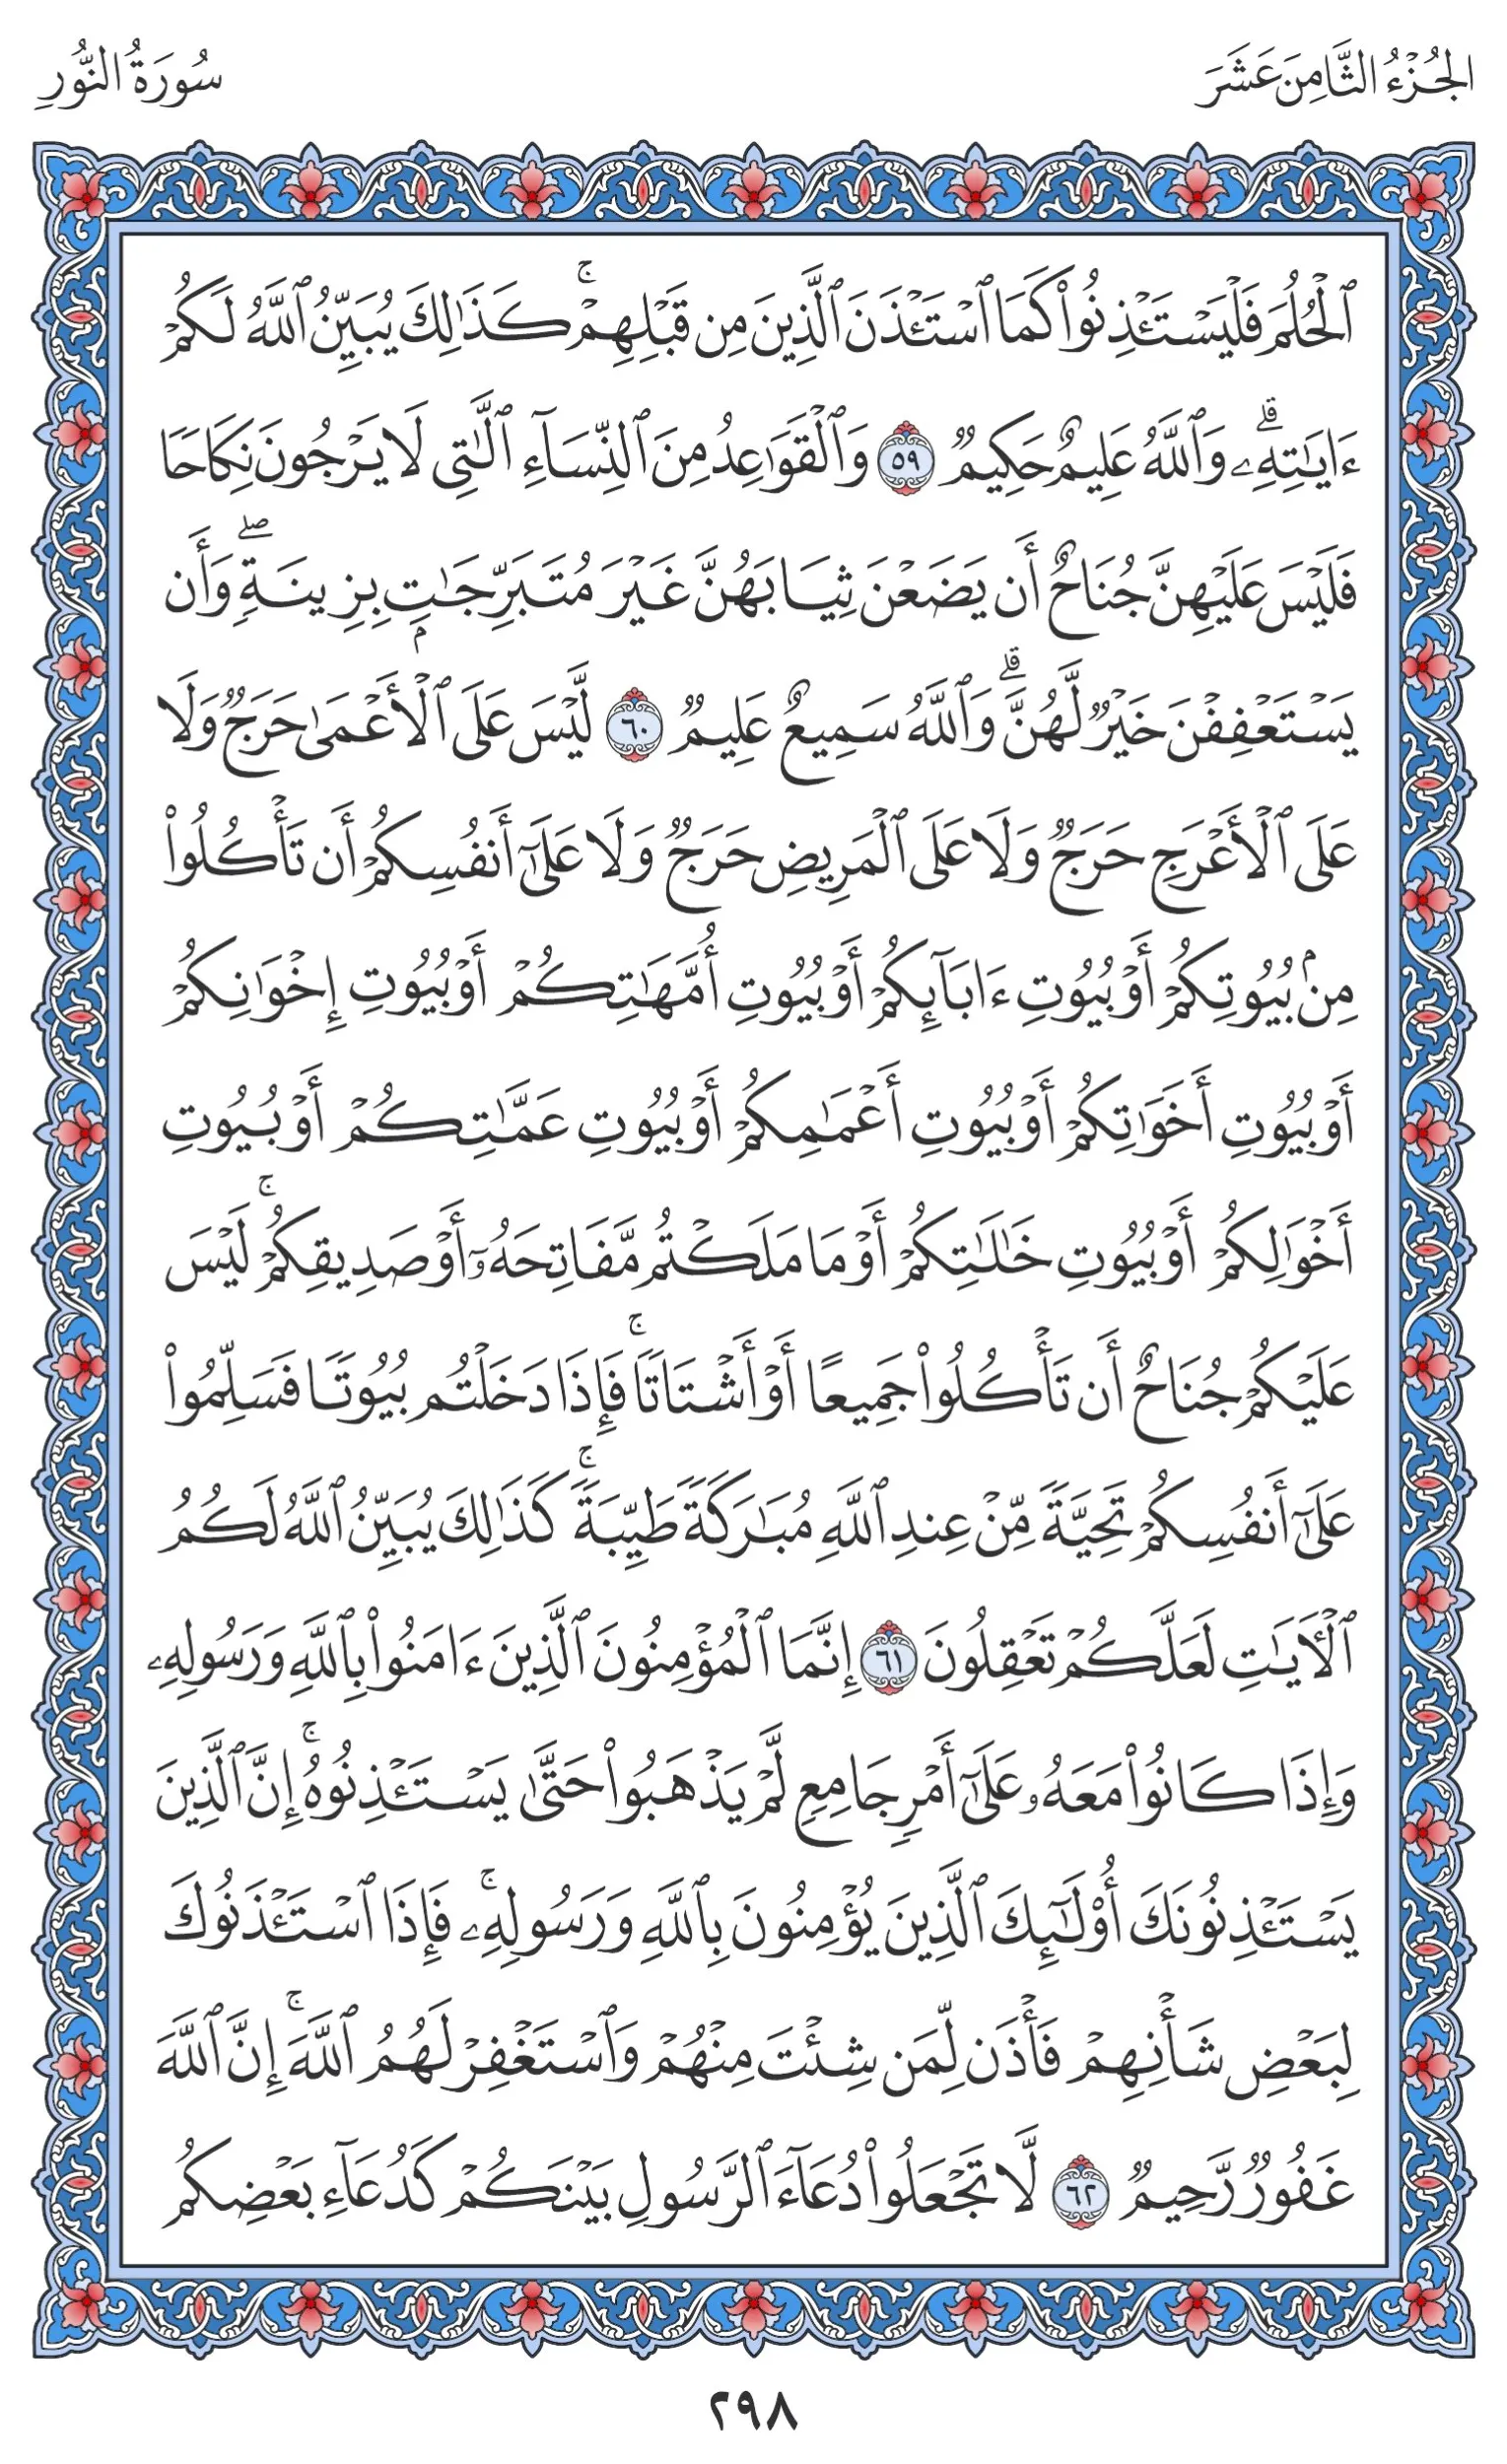 الجُزْءُ الثَّامِنَ عَشَرَ
سُورَةُ النُّورِ
ٱلْحُلُمَ فَلْيَسْتَـْٔذِنُوا۟ كَمَا ٱسْتَـْٔذَنَ ٱلَّذِينَ مِن قَبْلِهِمْ ۚ كَذَٰلِكَ يُبَيِّنُ ٱللَّهُ لَكُمْ
ءَايَـٰتِهِۦ ۗ وَٱللَّهُ عَلِيمٌ حَكِيمٌ ٥٩ وَٱلْقَوَٰعِدُ مِنَ ٱلنِّسَآءِ ٱلَّـٰتِى لَا يَرْجُونَ نِكَاحًا
فَلَيْسَ عَلَيْهِنَّ جُنَاحٌ أَن يَضَعْنَ ثِيَابَهُنَّ غَيْرَ مُتَبَرِّجَـٰتٍۭ بِزِينَةٍ ۖ وَأَن
يَسْتَعْفِفْنَ خَيْرٌ لَّهُنَّ ۗ وَٱللَّهُ سَمِيعٌ عَلِيمٌ ٦٠ لَّيْسَ عَلَى ٱلْأَعْمَىٰ حَرَجٌ وَلَا
عَلَى ٱلْأَعْرَجِ حَرَجٌ وَلَا عَلَى ٱلْمَرِيضِ حَرَجٌ وَلَا عَلَىٰٓ أَنفُسِكُمْ أَن تَأْكُلُوا۟
مِنۢ بُيُوتِكُمْ أَوْ بُيُوتِ ءَابَآئِكُمْ أَوْ بُيُوتِ أُمَّهَـٰتِكُمْ أَوْ بُيُوتِ إِخْوَٰنِكُمْ
أَوْ بُيُوتِ أَخَوَٰتِكُمْ أَوْ بُيُوتِ أَعْمَـٰمِكُمْ أَوْ بُيُوتِ عَمَّـٰتِكُمْ أَوْ بُيُوتِ
أَخْوَٰلِكُمْ أَوْ بُيُوتِ خَـٰلَـٰتِكُمْ أَوْ مَا مَلَكْتُم مَّفَاتِحَهُۥٓ أَوْ صَدِيقِكُمْ ۚ لَيْسَ
عَلَيْكُمْ جُنَاحٌ أَن تَأْكُلُوا۟ جَمِيعًا أَوْ أَشْتَاتًا ۚ فَإِذَا دَخَلْتُم بُيُوتًا فَسَلِّمُوا۟
عَلَىٰٓ أَنفُسِكُمْ تَحِيَّةً مِّنْ عِندِ ٱللَّهِ مُبَـٰرَكَةً طَيِّبَةً ۚ كَذَٰلِكَ يُبَيِّنُ ٱللَّهُ لَكُمُ
ٱلْـَٔايَـٰتِ لَعَلَّكُمْ تَعْقِلُونَ ٦١ إِنَّمَا ٱلْمُؤْمِنُونَ ٱلَّذِينَ ءَامَنُوا۟ بِٱللَّهِ وَرَسُولِهِۦ
وَإِذَا كَانُوا۟ مَعَهُۥ عَلَىٰٓ أَمْرٍ جَامِعٍ لَّمْ يَذْهَبُوا۟ حَتَّىٰ يَسْتَـْٔذِنُوهُ ۚ إِنَّ ٱلَّذِينَ
يَسْتَـْٔذِنُونَكَ أُو۟لَـٰٓئِكَ ٱلَّذِينَ يُؤْمِنُونَ بِٱللَّهِ وَرَسُولِهِۦ ۚ فَإِذَا ٱسْتَـْٔذَنُوكَ
لِبَعْضِ شَأْنِهِمْ فَأْذَن لِّمَن شِئْتَ مِنْهُمْ وَٱسْتَغْفِرْ لَهُمُ ٱللَّهَ ۚ إِنَّ ٱللَّهَ
غَفُورٌ رَّحِيمٌ ٦٢ لَّا تَجْعَلُوا۟ دُعَآءَ ٱلرَّسُولِ بَيْنَكُمْ كَدُعَآءِ بَعْضِكُم
٢٩٨